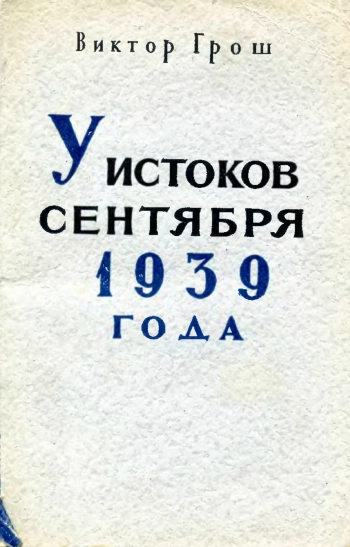 Виктор Грош
У ИСТОКОВ
СЕНТЯБРЯ
1939
ГОДА